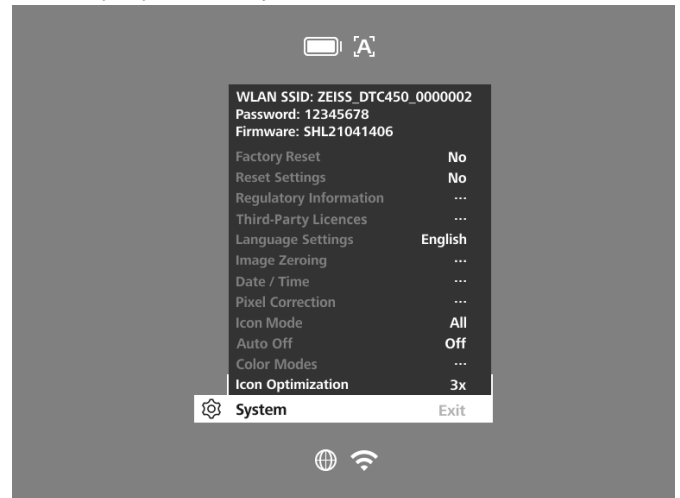 [A]
WLAN SSID: ZEISS_DTC450_0000002
Password: 12345678
Firmware: SHL21041406
Factory Reset No
Reset Settings No
Regulatory Information ...
Third-Party Licences ...
Language Settings English
Image Zeroing ...
Date / Time ...
Pixel Correction ...
Icon Mode All
Auto Off Off
Color Modes ...
Icon Optimization 3x
System Exit